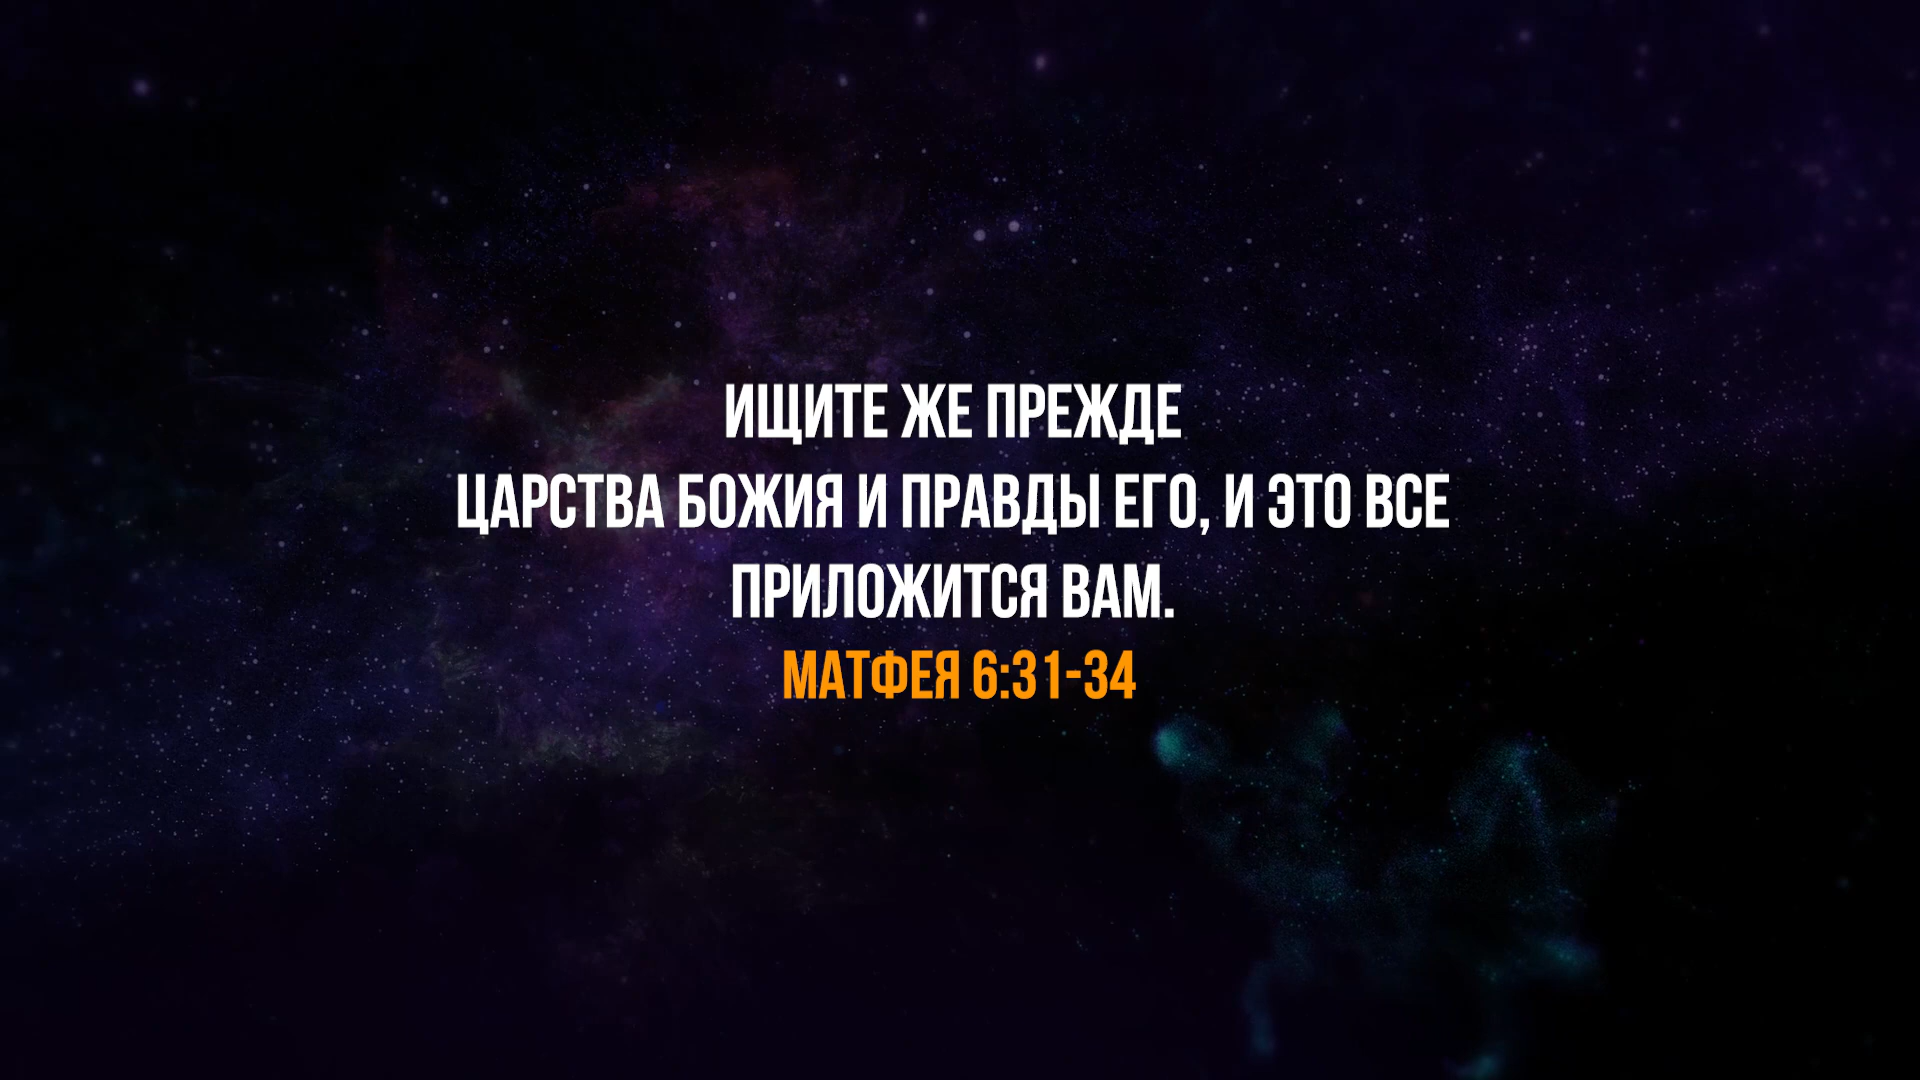 ИЩИТЕ ЖЕ ПРЕЖДЕ
ЦАРСТВА БОЖИЯ И ПРАВДЫ ЕГО, И ЭТО ВСЕ
ПРИЛОЖИТСЯ ВАМ.
МАТФЕЯ 6:31-34